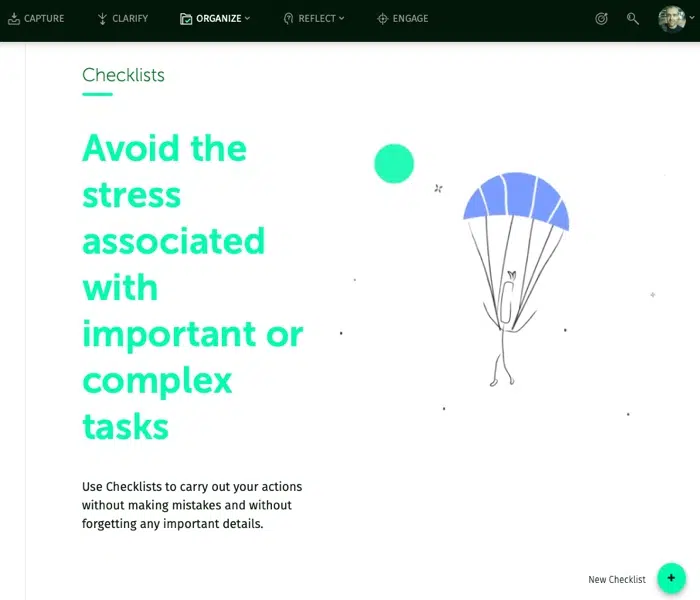 CAPTURE CLARIFY ORGANIZE REFLECT ENGAGE
Checklists
Avoid the
stress
associated
with
important or
complex
tasks
Use Checklists to carry out your actions
without making mistakes and without
forgetting any important details.
New Checklist +